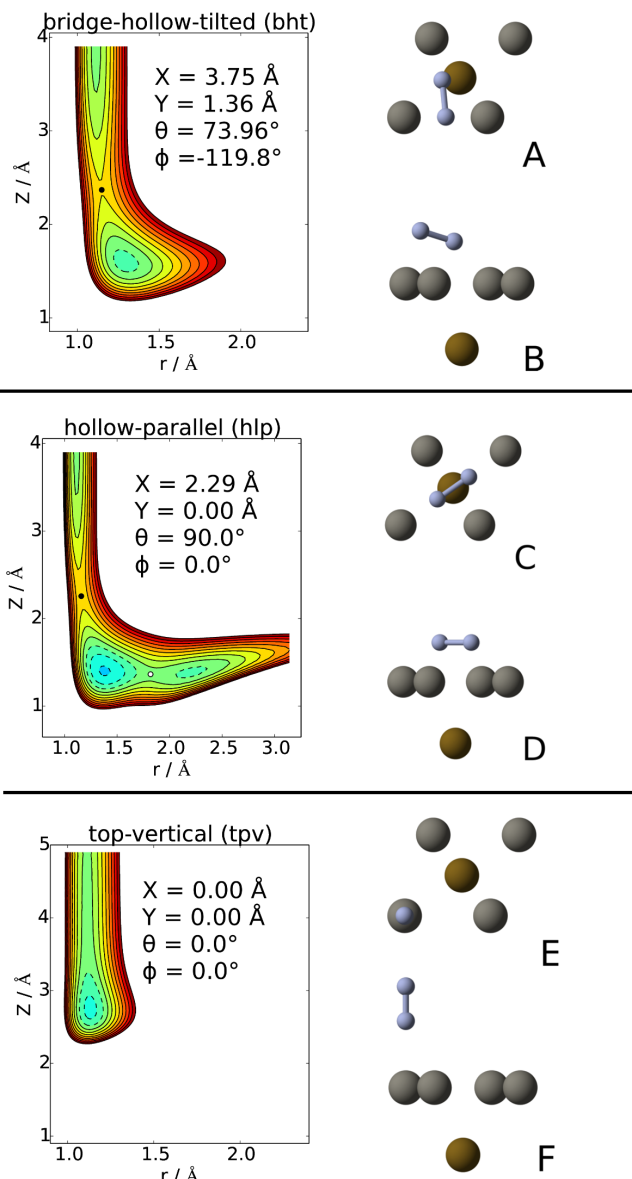 bridge-hollow-tilted (bht)
4
3
2
1
Z / Å
X = 3.75 Å
Y = 1.36 Å
θ = 73.96°
ϕ =-119.8°
1.0 1.5 2.0
r / Å
A
B
hollow-parallel (hlp)
4
3
2
1
Z / Å
X = 2.29 Å
Y = 0.00 Å
θ = 90.0°
ϕ = 0.0°
1.0 1.5 2.0 2.5 3.0
r / Å
C
D
top-vertical (tpv)
5
4
3
2
1
Z / Å
X = 0.00 Å
Y = 0.00 Å
θ = 0.0°
ϕ = 0.0°
1.0 1.5 2.0
r / Å
E
F